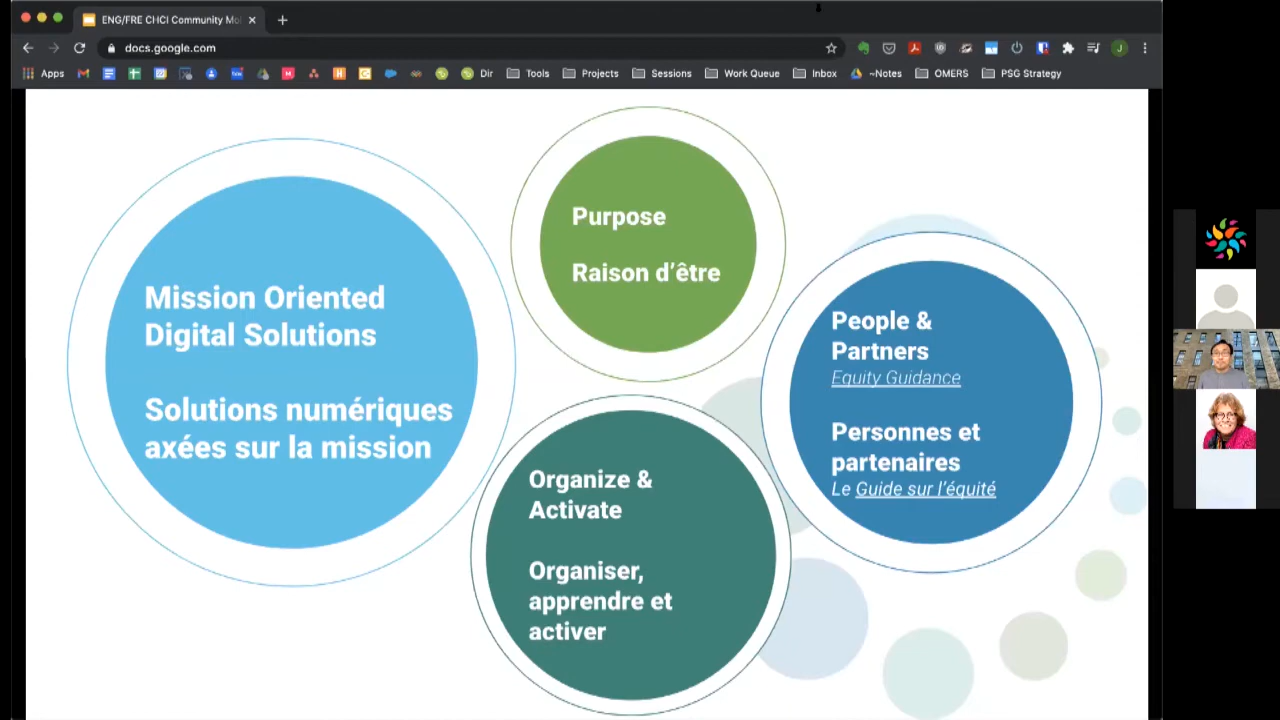 ENG/FRE CHCI Community Mo
docs.google.com
J
Apps
Dir
Tools
Projects
Sessions
Work Queue
Inbox
~Notes
OMERS
PSG Strategy
Mission Oriented
Digital Solutions
Solutions numériques
axées sur la mission
Purpose
Raison d’être
Organize &
Activate
Organiser,
apprendre et
activer
People &
Partners
Equity Guidance
Personnes et
partenaires
Le Guide sur l’équité